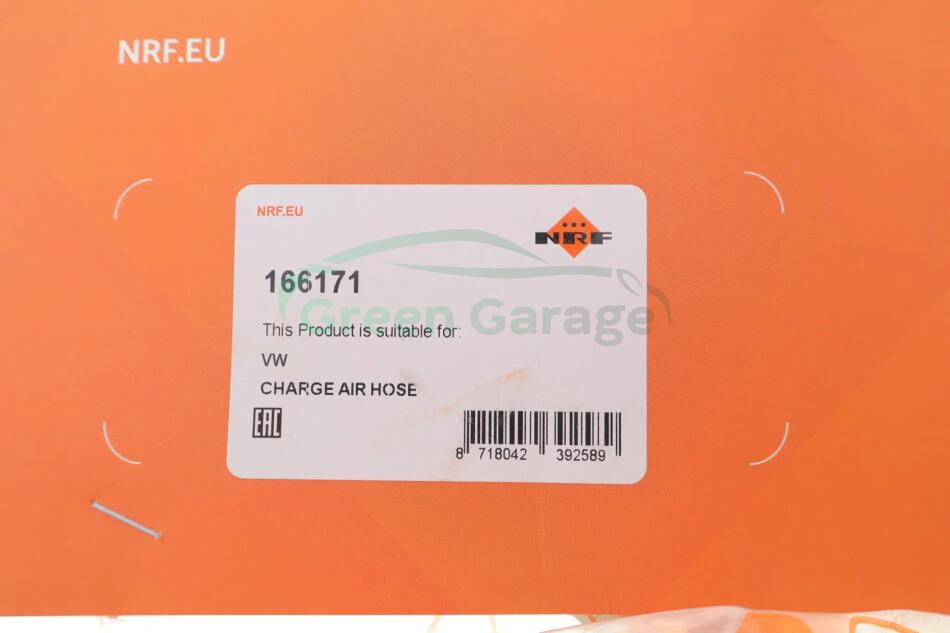 NRF.EU
NRF.EU
NRF
166171
Green Garage
This Product is suitable for:
VW
CHARGE AIR HOSE
EAC
8 718042 392589